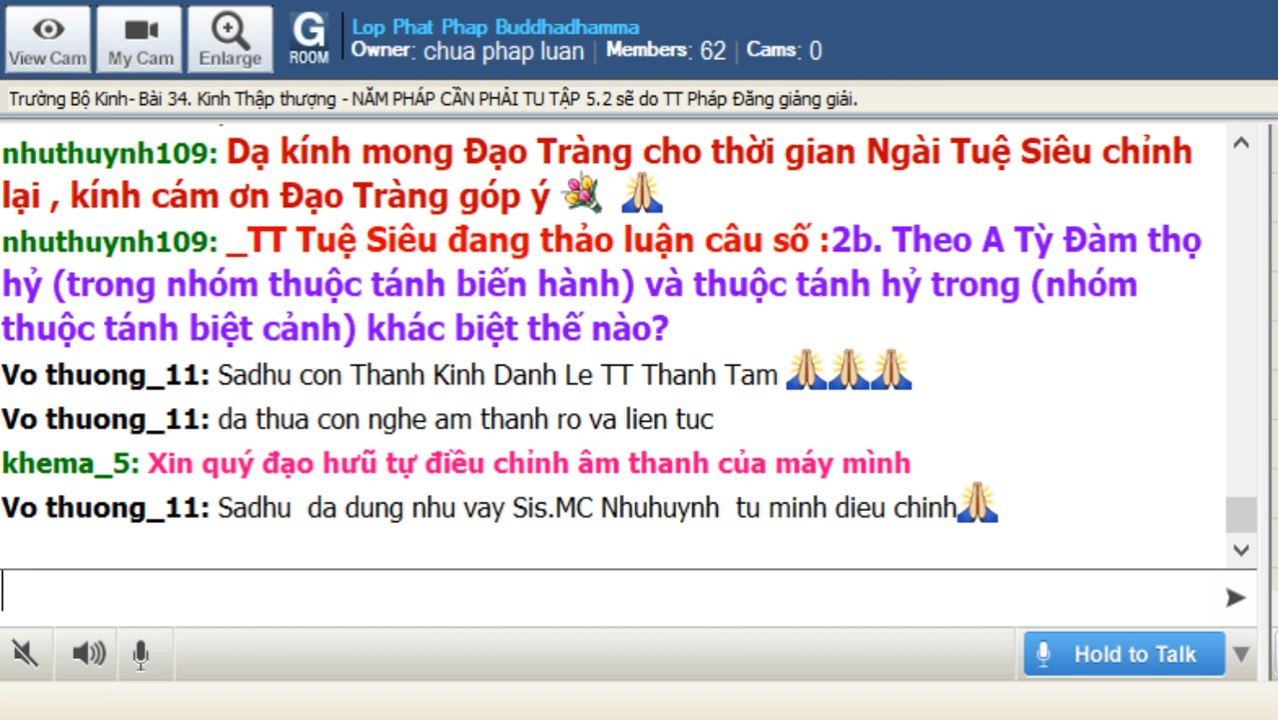 View Cam
My Cam
Enlarge
G
ROOM
Lop Phat Phap Buddhadhamma
Owner: chua phap luan | Members: 62 | Cams: 0
Trường Bộ Kinh- Bài 34. Kinh Thập thượng - NĂM PHÁP CẦN PHẢI TU TẬP 5.2 sẽ do TT Pháp Đăng giảng giải.
nhuthuynh109: Dạ kính mong Đạo Tràng cho thời gian Ngài Tuệ Siêu chỉnh
lại , kính cám ơn Đạo Tràng góp ý
nhuthuynh109: _TT Tuệ Siêu đang thảo luận câu số :2b. Theo A Tỳ Đàm thọ
hỷ (trong nhóm thuộc tánh biến hành) và thuộc tánh hỷ trong (nhóm
thuộc tánh biệt cảnh) khác biệt thế nào?
Vo thuong_11: Sadhu con Thanh Kinh Danh Le TT Thanh Tam
Vo thuong_11: da thua con nghe am thanh ro va lien tuc
khema_5: Xin quý đạo hưũ tự điều chỉnh âm thanh của máy mình
Vo thuong_11: Sadhu  da dung nhu vay Sis.MC Nhuhuynh  tu minh dieu chinh
Hold to Talk